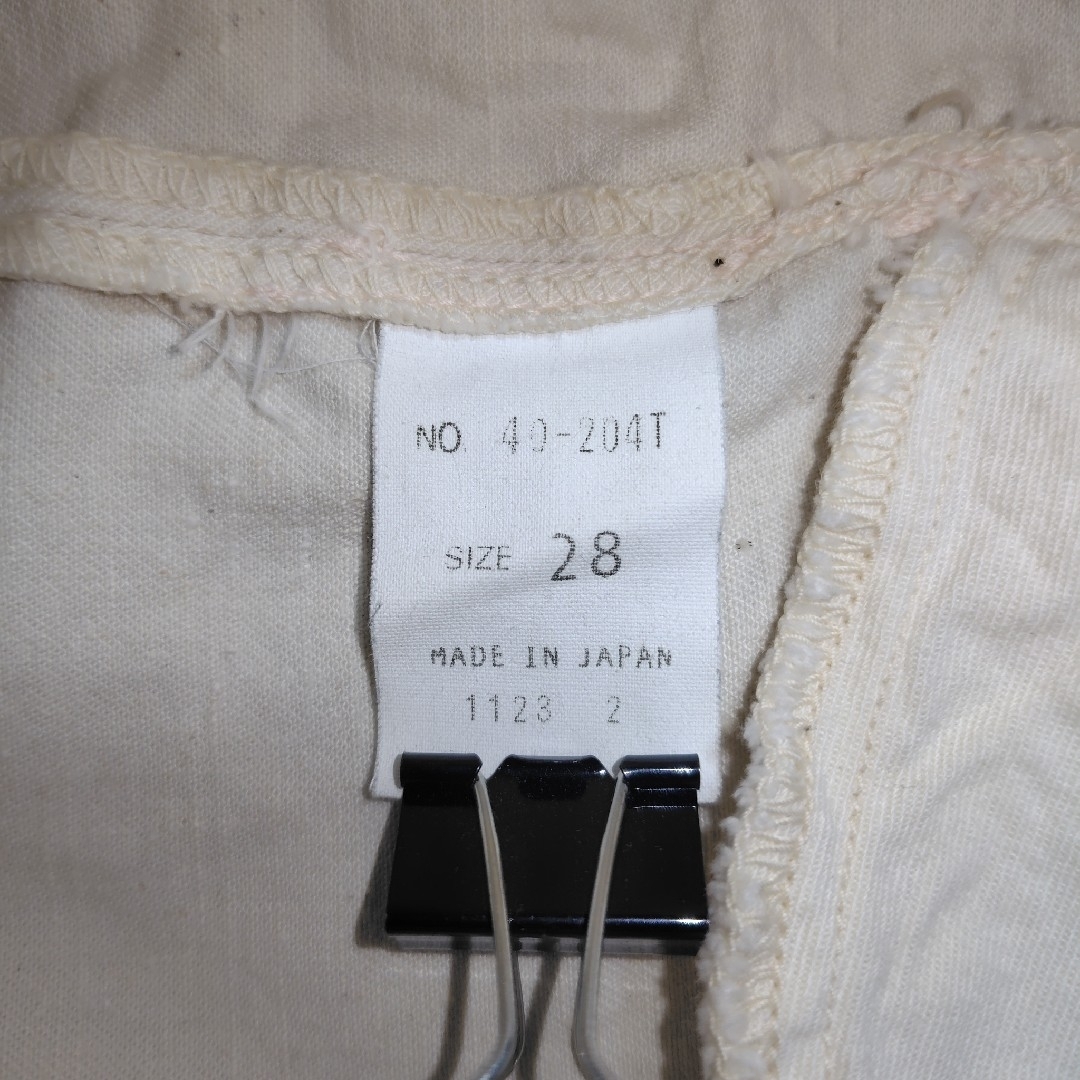 NO. 40-204T
SIZE 28
MADE IN JAPAN
1123 2